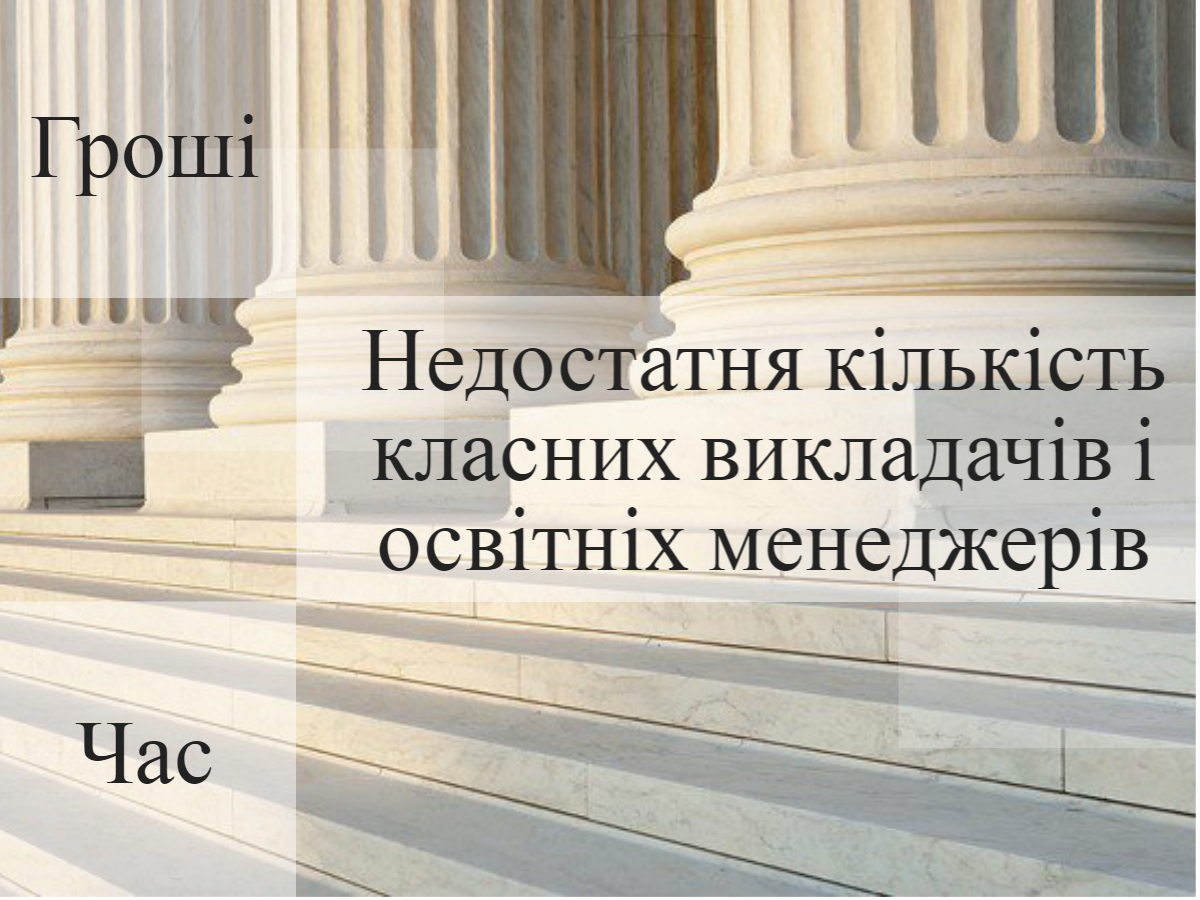 Гроші
Недостатня кількість
класних викладачів і
освітніх менеджерів
Час